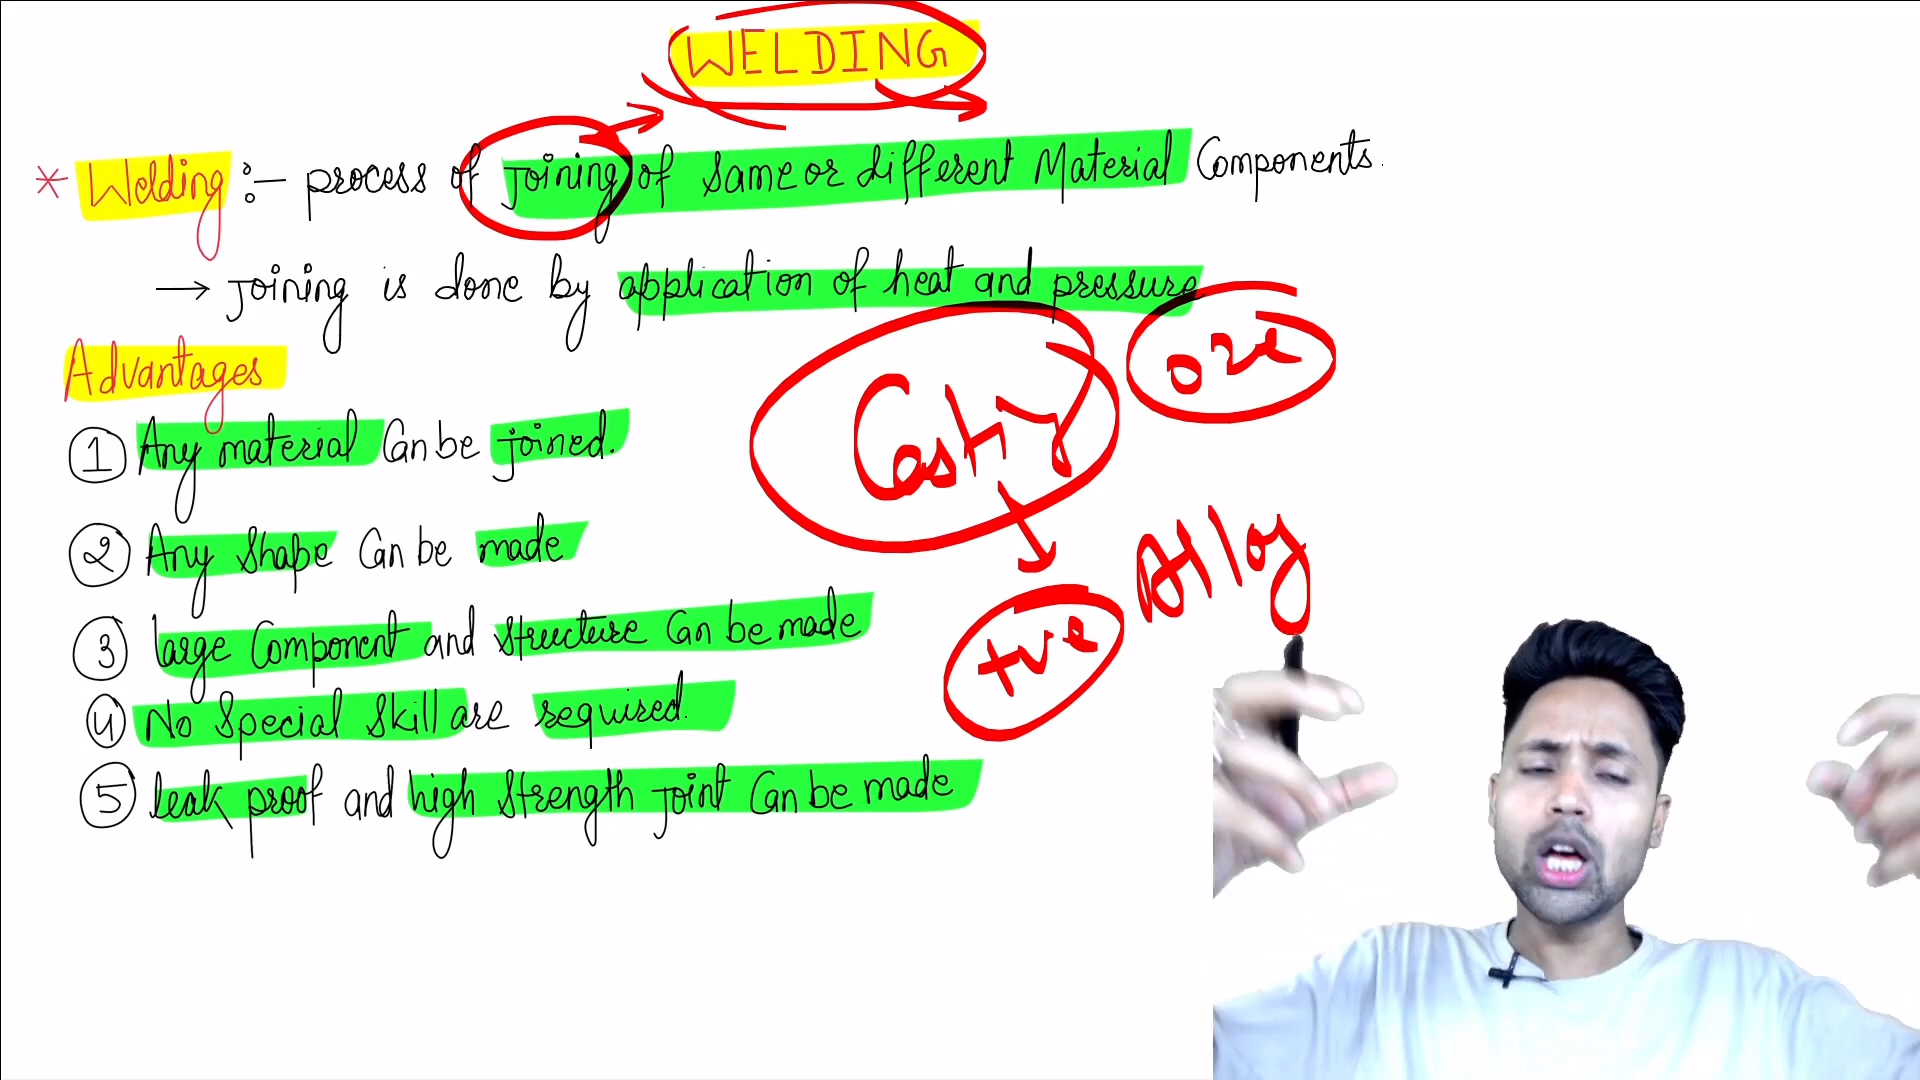 WELDING
* Welding :- process of joining of same or different Material Components.
→ joining is done by application of heat and pressure
ore
Advantages
Casting
① Any material Can be joined.
② Any shape Can be made
Alloy
③ large Component and structure Can be made
+ve
④ No special skill are required.
⑤ leak proof and high strength joint Can be made